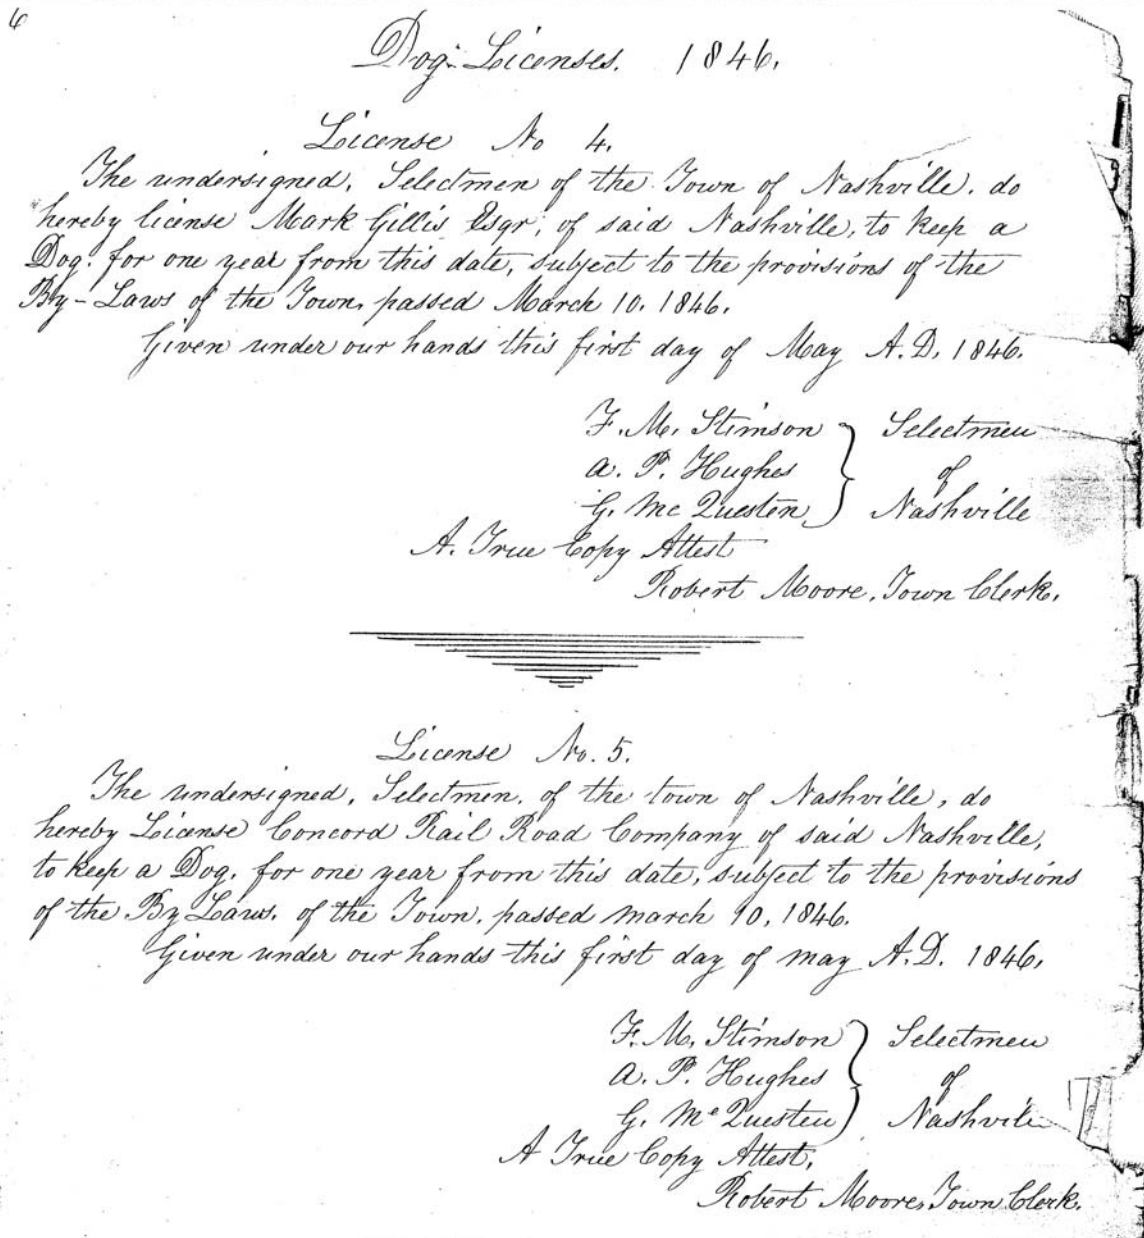 6
Dog Licenses. 1846.
License No 4.
The undersigned, Selectmen of the Town of Nashville, do
hereby license Mark Gillis Esqr, of said Nashville, to keep a
Dog, for one year from this date, subject to the provisions of the
By-Laws of the Town, passed March 10. 1846.
Given under our hands this first day of May A.D. 1846.
F. M. Stimson } Selectmen
A. P. Hughes } of
G. Mc Questen } Nashville
A. True Copy Attest
Robert Moore, Town Clerk.
License No. 5.
The undersigned, Selectmen, of the town of Nashville, do
hereby License Concord Rail Road Company of said Nashville,
to keep a Dog, for one year from this date, subject to the provisions
of the By Laws, of the Town, passed march 10, 1846.
Given under our hands this first day of may A.D. 1846,
F. M. Stimson } Selectmen
A. P. Hughes } of
G. Mc Questen } Nashville
A True Copy Attest,
Robert Moore, Town Clerk.